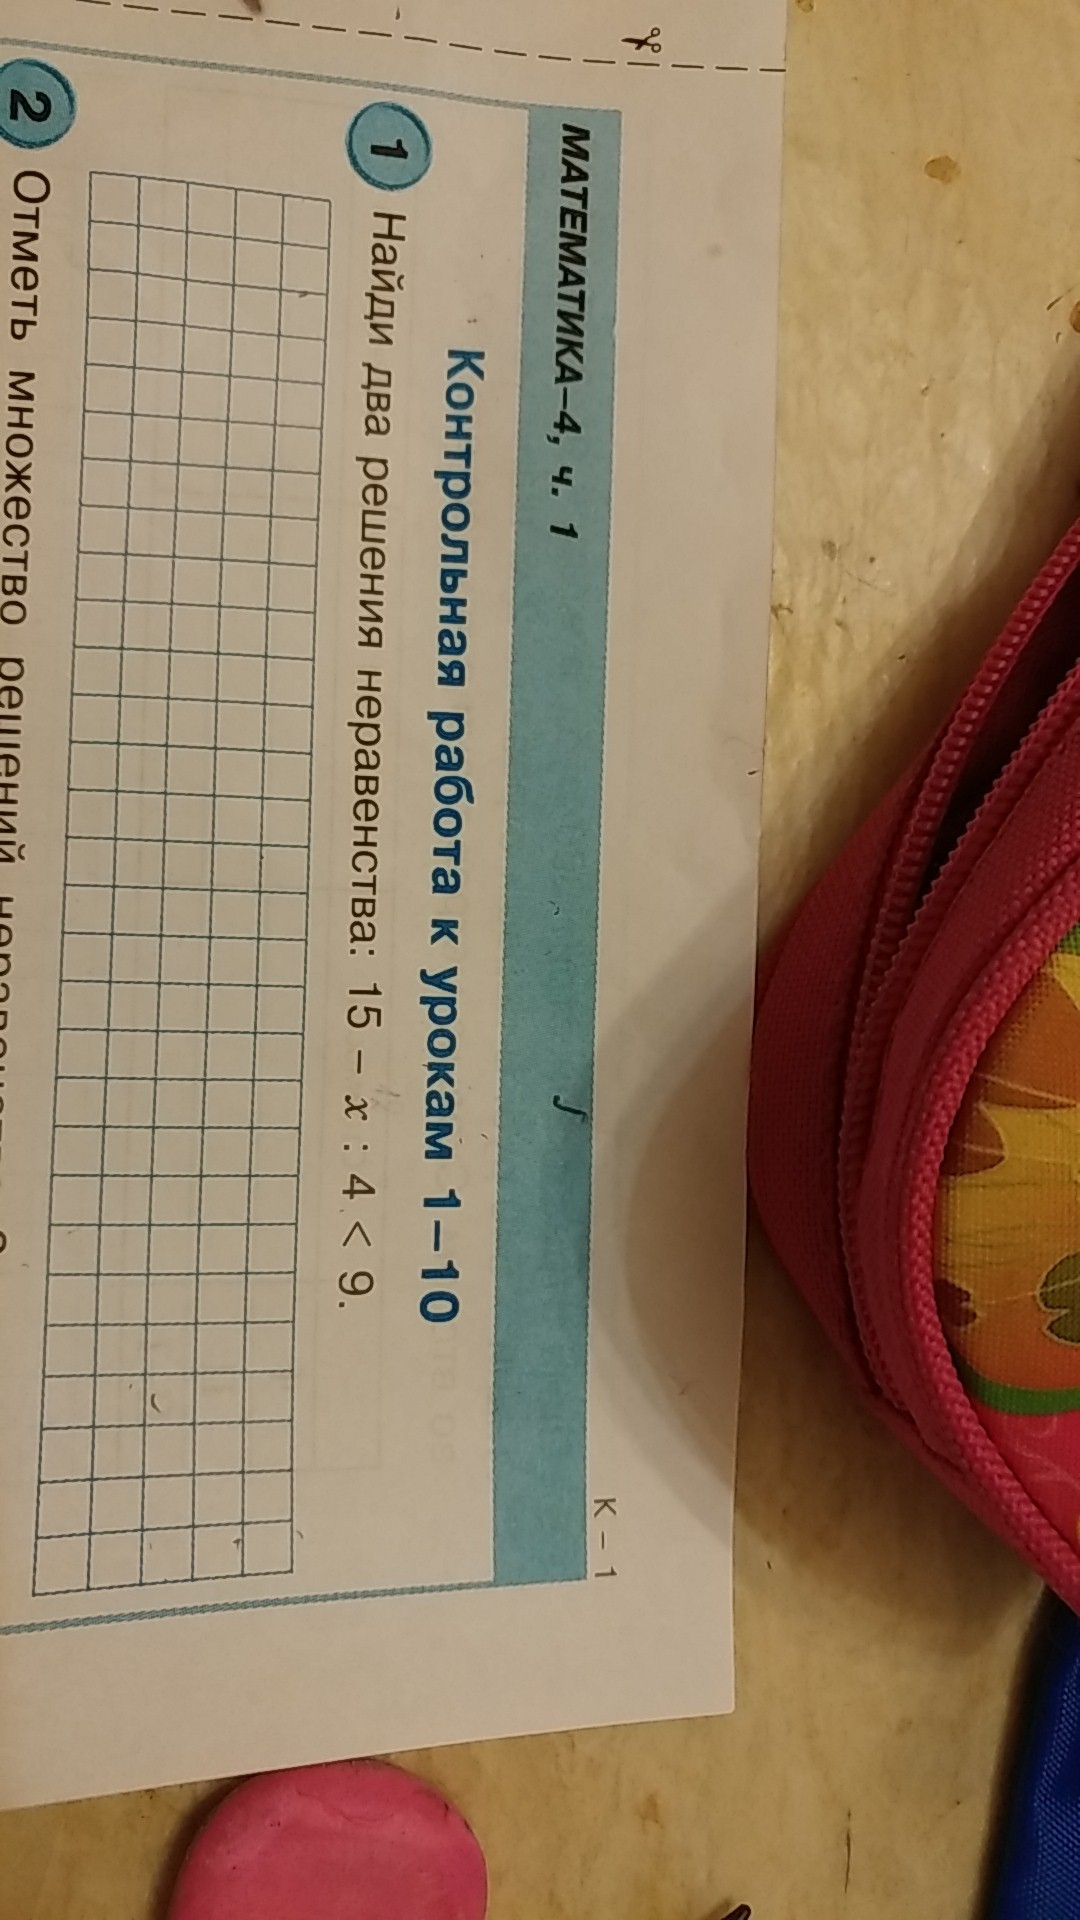 К – 1
МАТЕМАТИКА–4, ч. 1
Контрольная работа к урокам 1–10
1 Найди два решения неравенства: 15 – x : 4 < 9.
2 Отметь множество решений